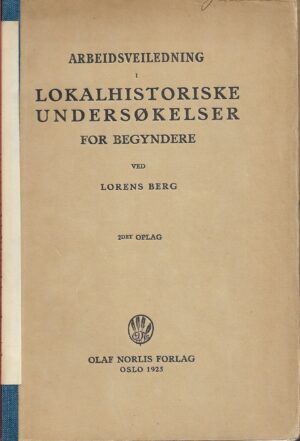 ARBEIDSVEILEDNING
I
LOKALHISTORISKE
UNDERSØKELSER
FOR BEGYNDERE
VED
LORENS BERG
2DET OPLAG
OLAF NORLIS FORLAG
OSLO 1925